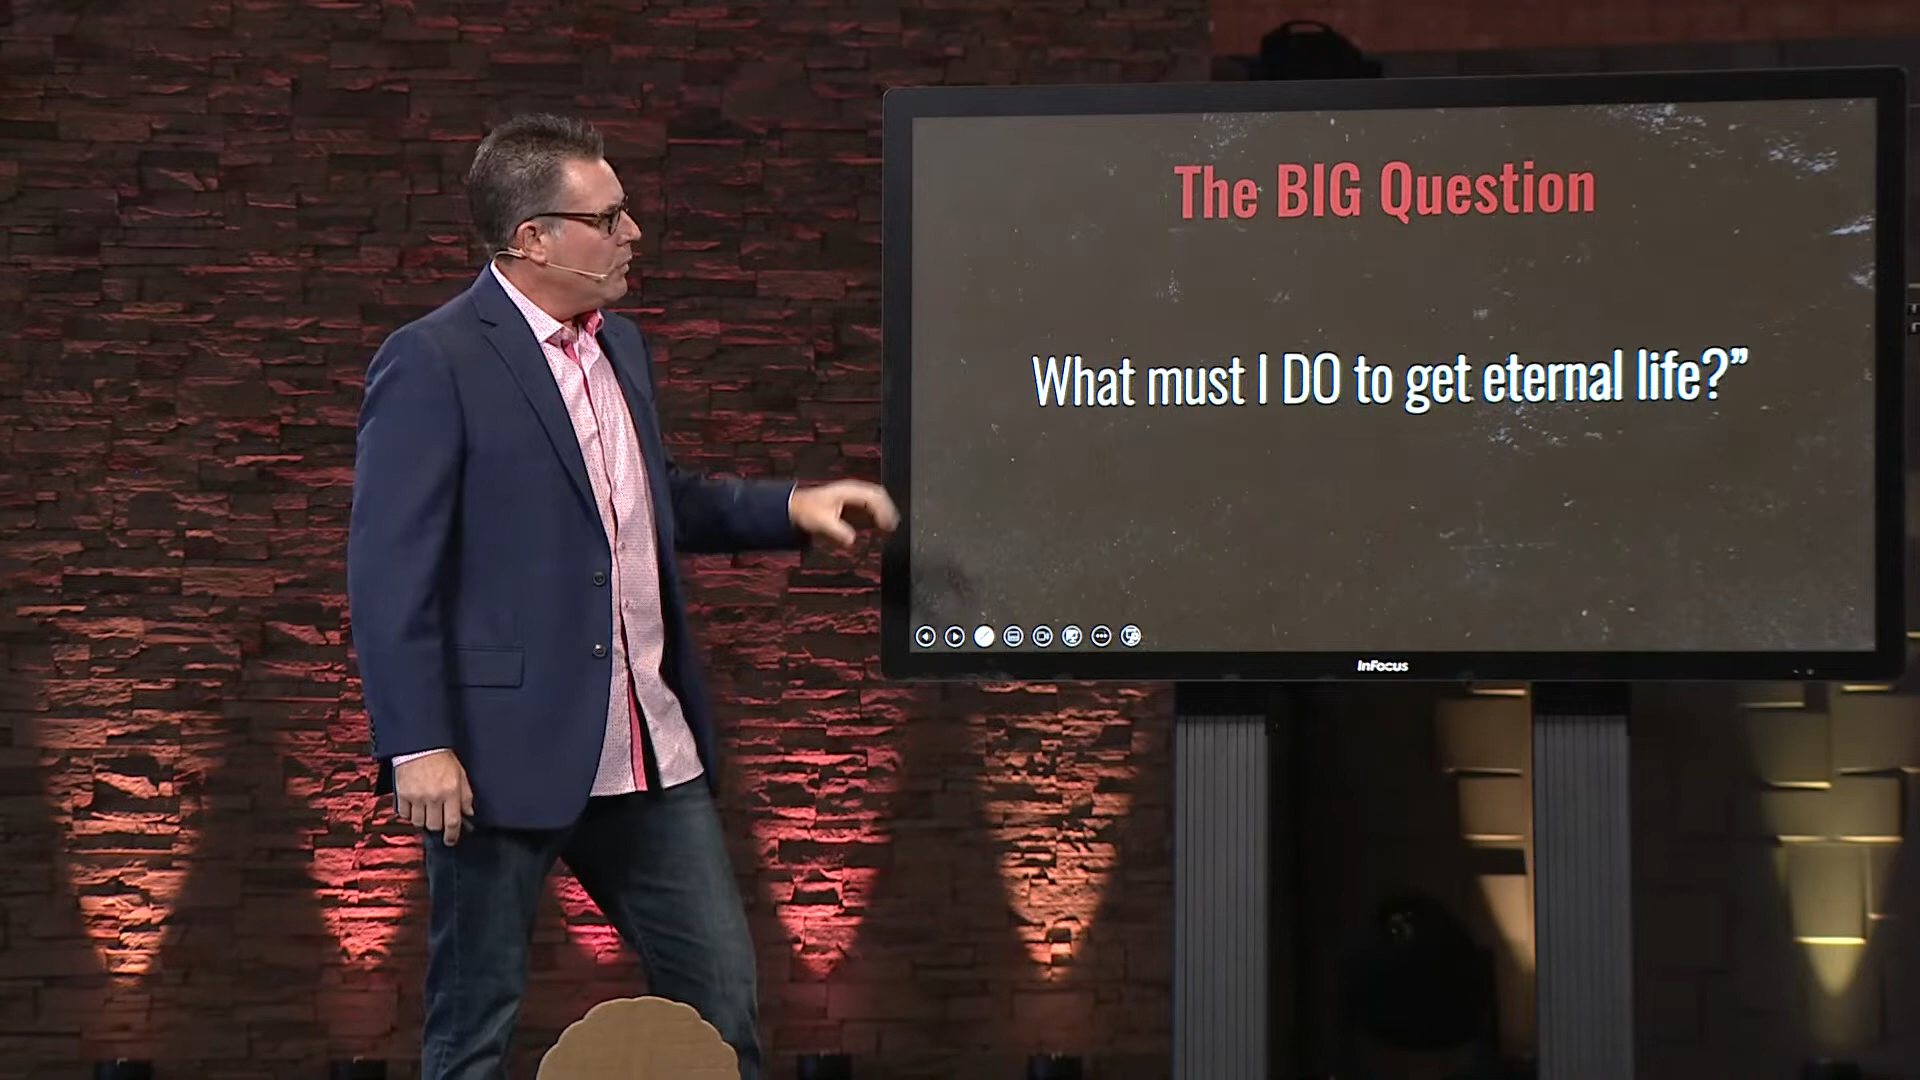 The BIG Question
What must I DO to get eternal life?”
InFocus